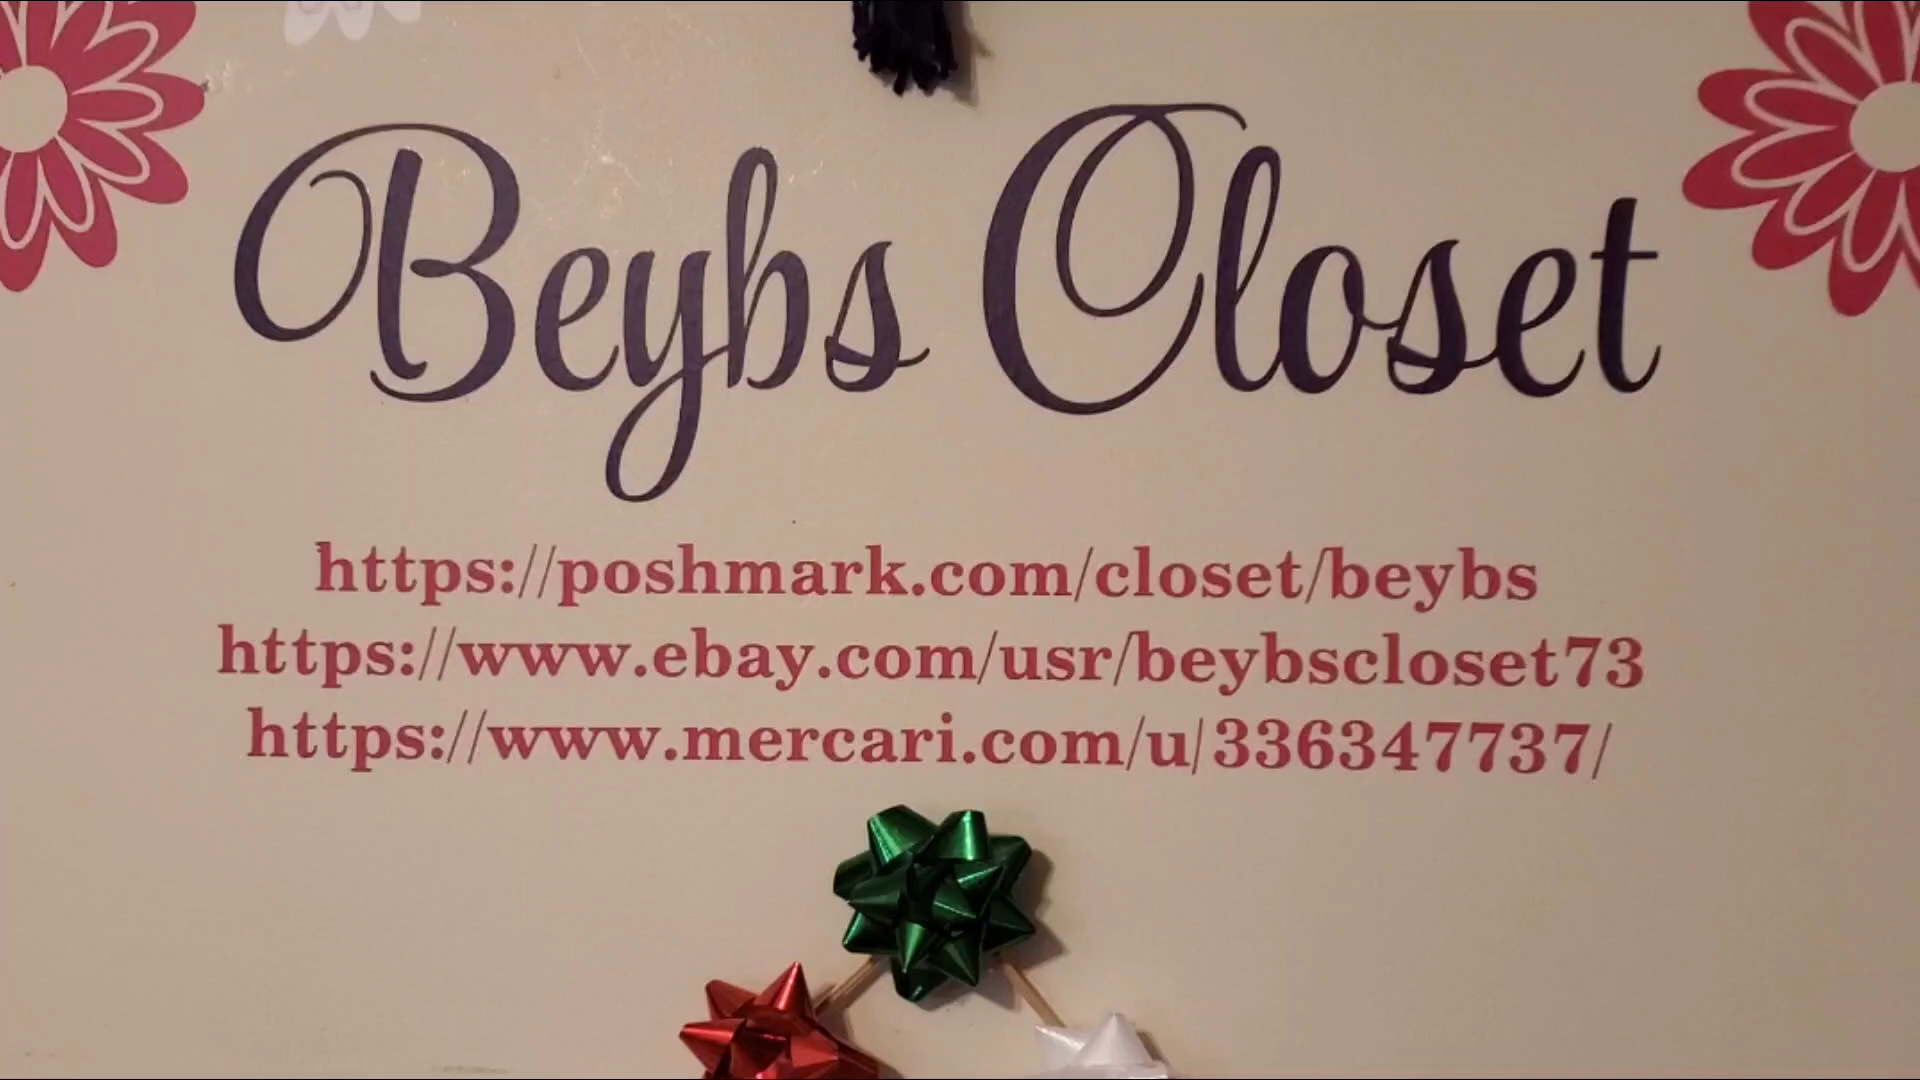 Beybs Closet
https://poshmark.com/closet/beybs
https://www.ebay.com/usr/beybscloset73
https://www.mercari.com/u/336347737/